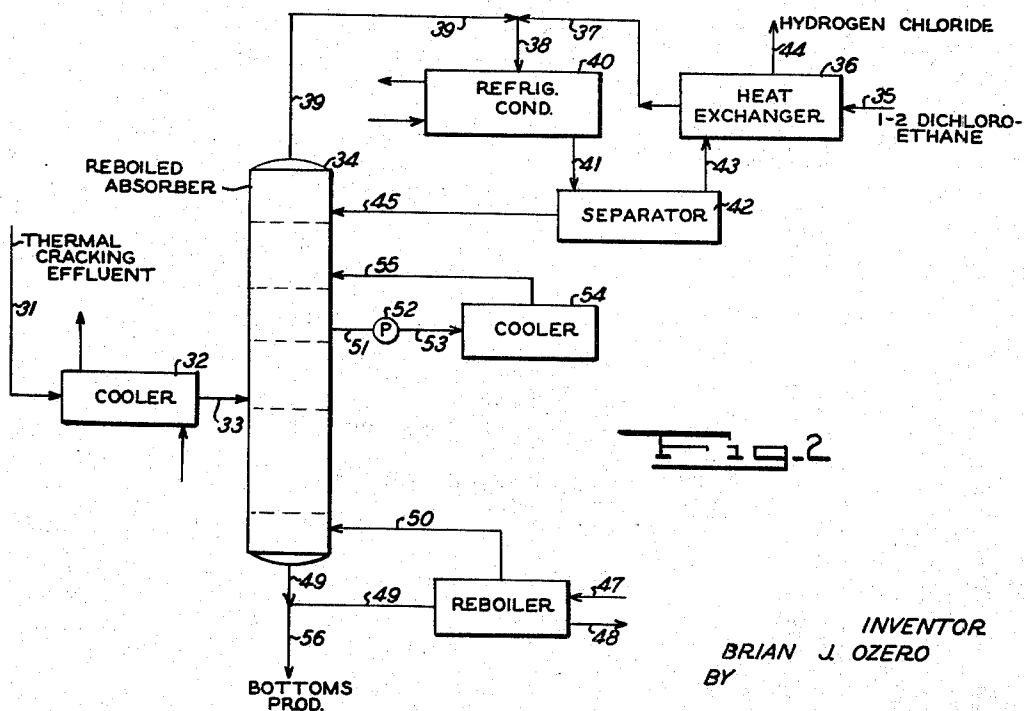 HYDROGEN CHLORIDE
39
37
38
44
40
36
REFRIG.
COND.
HEAT
EXCHANGER
35
1-2 DICHLORO-
ETHANE
39
41
43
34
REBOILED
ABSORBER
45
SEPARATOR
42
THERMAL
CRACKING
EFFLUENT
55
54
52
31
P
51
53
COOLER
32
COOLER
33
Fig-2
50
49
49
REBOILER
47
48
56
BOTTOMS
PROD.
INVENTOR
BRIAN J. OZERO
BY